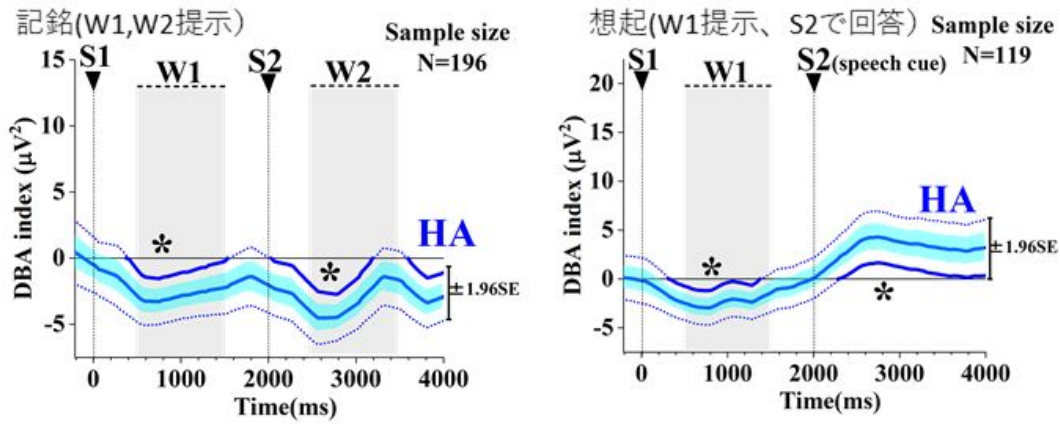 記銘(W1,W2提示)
Sample size
N=196
S1
W1
S2
W2
15
10
5
0
-5
DBA index (μV²)
*
*
HA
±1.96SE
0
1000
2000
3000
4000
Time(ms)
想起(W1提示、S2で回答)
Sample size
N=119
S1
W1
S2(speech cue)
20
15
10
5
0
-5
DBA index (μV²)
*
*
HA
±1.96SE
0
1000
2000
3000
4000
Time(ms)